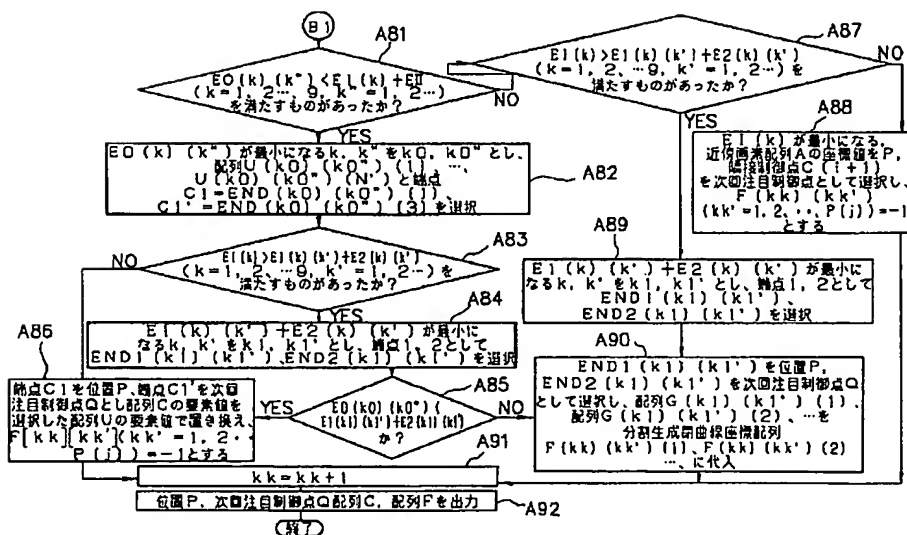 B1
A81
E0(k)(k")<E1(k)+EII
(k=1, 2…, 9, k"=1, 2…)
を満たすものがあったか?
NO
YES
E0(k)(k")が最小になるk, k"をk0, k0"とし、
配列U(k0)(k0")(1), …,
U(k0)(k0")(N')と端点
C1=END(k0)(k0")(1)
C1'=END(k0)(k0")(3)を選択
A82
A83
E1(k)>E1(k)(k')+E2(k)(k')
(k=1, 2、…9, k'=1, 2…)を
満たすものがあったか?
NO
YES
A84
E1(k)(k')+E2(k)(k')が最小に
なるk, k'をk1, k1'とし、端点1, 2として
END1(k1)(k1')、END2(k1)(k1')を選択
A85
E0(k0)(k0")<
E1(k1)(k1')+E2(k1)(k1')
か?
YES
NO
A86
端点C1を位置P、端点C1'を次回
注目制御点Qとし配列Cの要素値を
選択した配列Uの要素値で置き換え、
F[kk][kk'](kk'=1, 2・・
P(j))=-1とする
A87
E1(k)>E1(k)(k')+E2(k)(k')
(k=1, 2、…9, k'=1, 2…)を
満たすものがあったか?
NO
YES
A88
E1(k)が最小になる、
近傍画素配列Aの座標値をP、
隣接制御点C(i+1)
を次回注目制御点として選択し、
F(kk)(kk')
(kk'=1, 2、・・、P(j))=-1
とする
A89
E1(k)(k')+E2(k)(k')が最小に
なるk, k'をk1, k1'とし、端点1, 2として
END1(k1)(k1')、
END2(k1)(k1')を選択
A90
END1(k1)(k1')を位置P,
END2(k1)(k1')を次回注目制御点Q
として選択し、配列G(k1)(k1')(1)、
配列G(k1)(k1')(2)、…を
分割生成閉曲線座標配列
F(kk)(kk')(1)、F(kk)(kk')(2)
…、に代入
A91
kk=kk+1
位置P、次回注目制御点Q配列C, 配列Fを出力
A92
終了